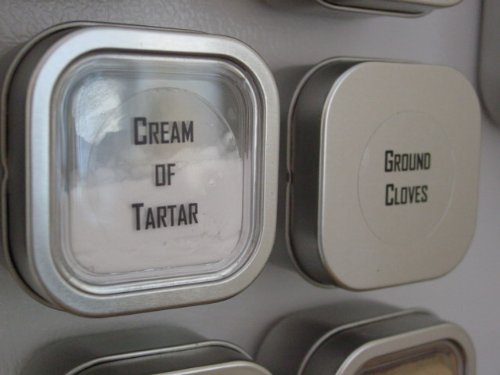 Cream
of
Tartar
Ground
Cloves